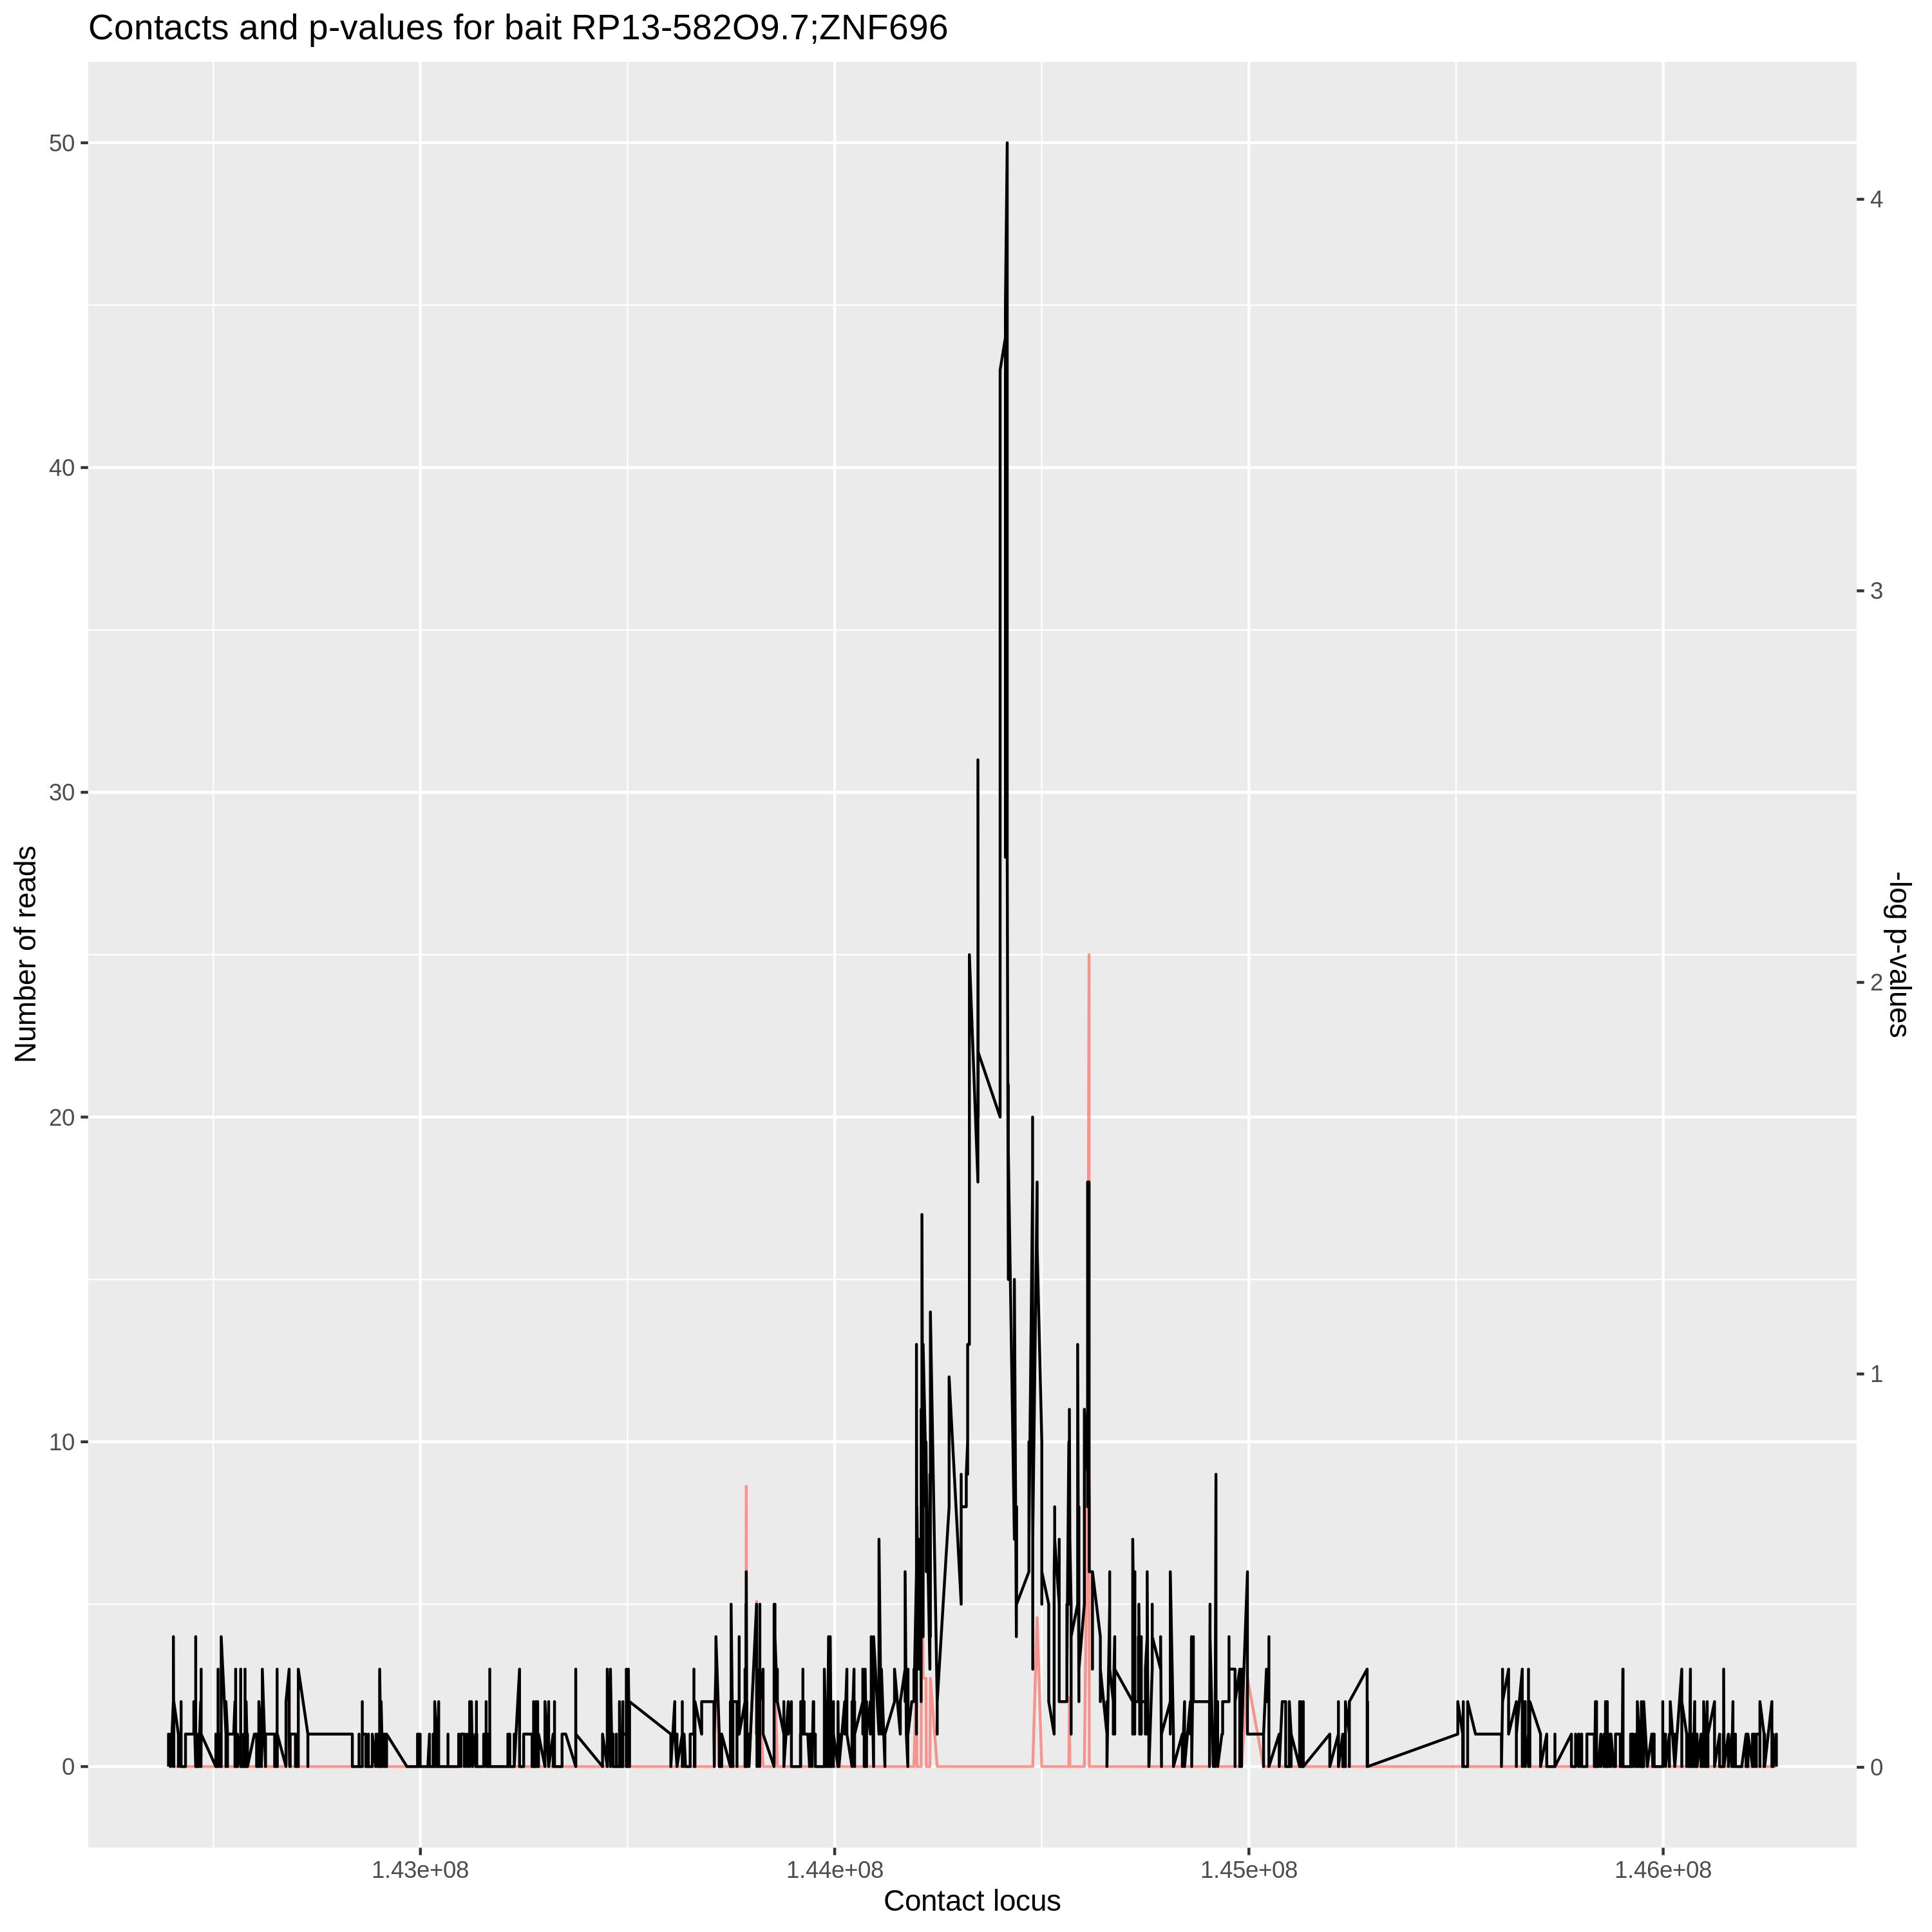 Contacts and p-values for bait RP13-582O9.7;ZNF696
50
40
30
20
10
0
Number of reads
4
3
2
1
0
-log p-values
1.43e+08 1.44e+08 1.45e+08 1.46e+08
Contact locus